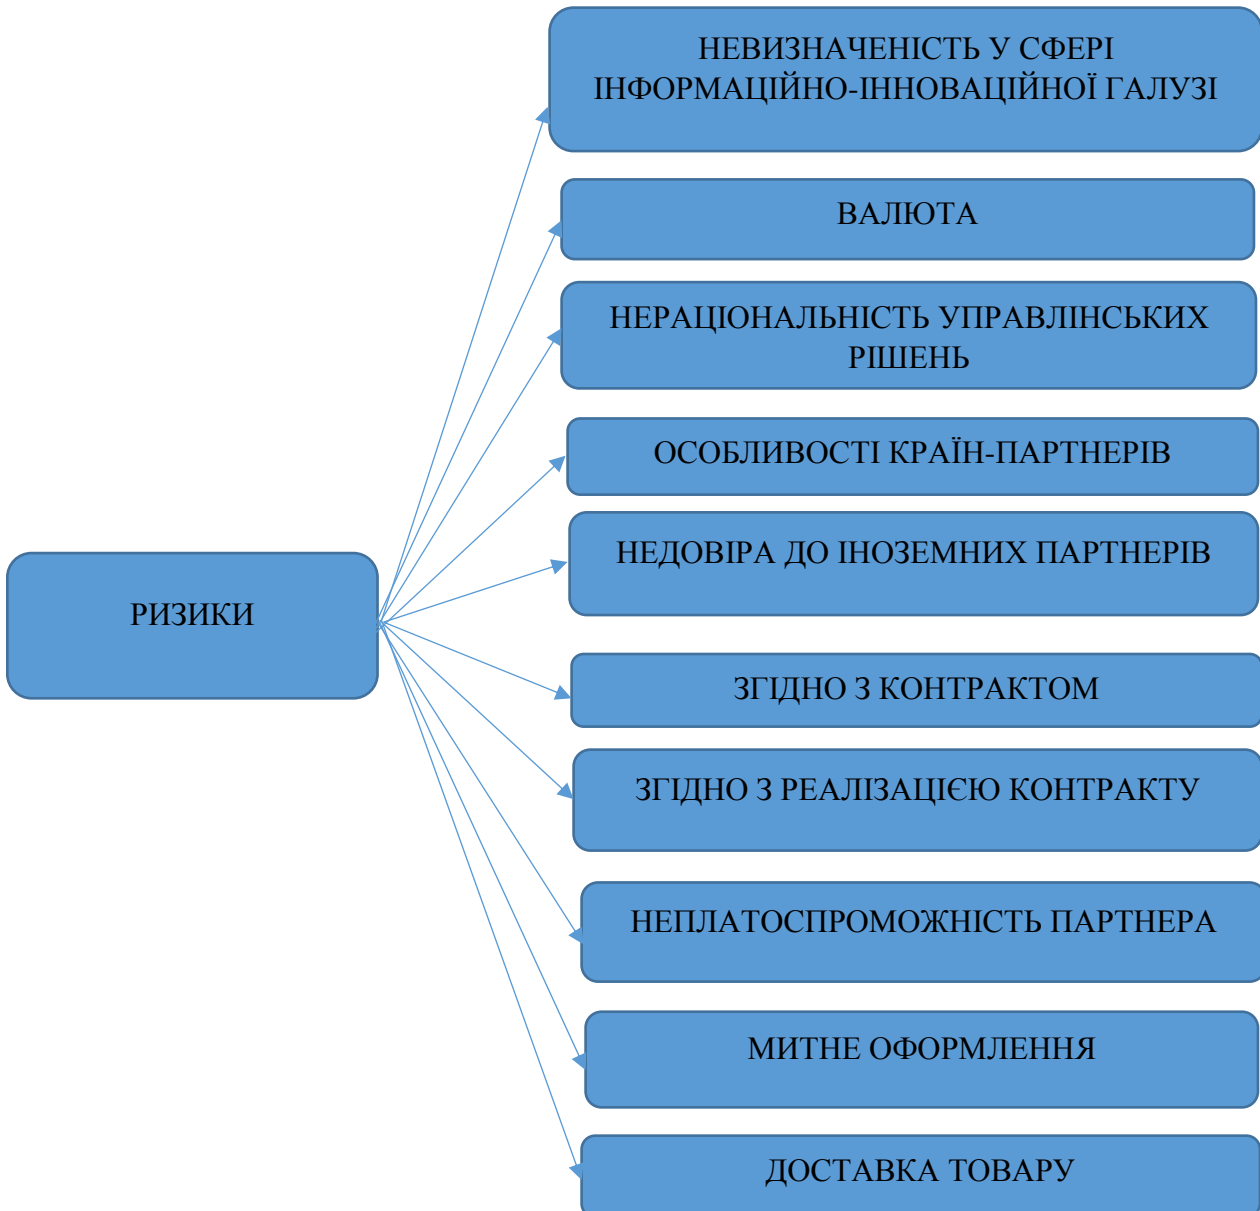 НЕВИЗНАЧЕНІСТЬ У СФЕРІ
ІНФОРМАЦІЙНО-ІННОВАЦІЙНОЇ ГАЛУЗІ
ВАЛЮТА
НЕРАЦІОНАЛЬНІСТЬ УПРАВЛІНСЬКИХ
РІШЕНЬ
ОСОБЛИВОСТІ КРАЇН-ПАРТНЕРІВ
НЕДОВІРА ДО ІНОЗЕМНИХ ПАРТНЕРІВ
РИЗИКИ
ЗГІДНО З КОНТРАКТОМ
ЗГІДНО З РЕАЛІЗАЦІЄЮ КОНТРАКТУ
НЕПЛАТОСПРОМОЖНІСТЬ ПАРТНЕРА
МИТНЕ ОФОРМЛЕННЯ
ДОСТАВКА ТОВАРУ